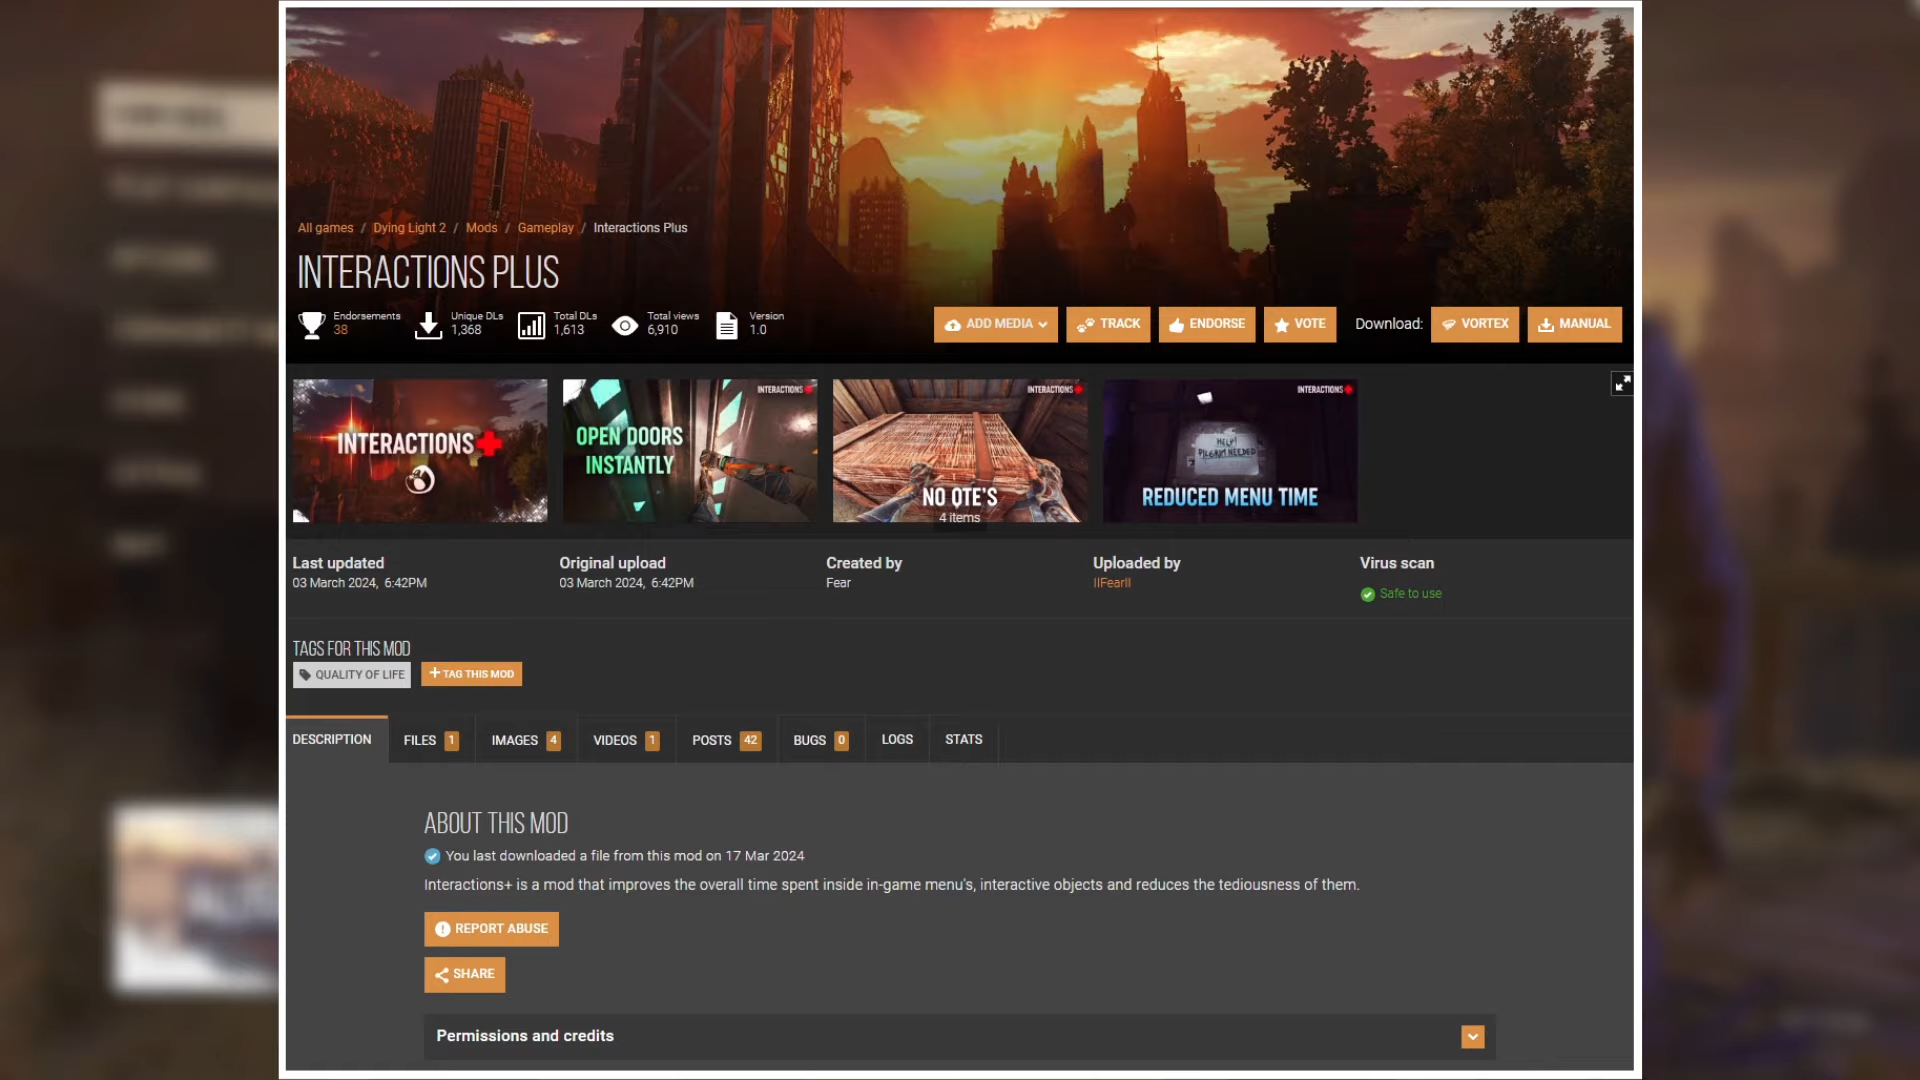 All games / Dying Light 2 / Mods / Gameplay / Interactions Plus
INTERACTIONS PLUS
Endorsements
38
Unique DLs
1,368
Total DLs
1,613
Total views
6,910
Version
1.0
ADD MEDIA
TRACK
ENDORSE
VOTE
Download:
VORTEX
MANUAL
INTERACTIONS
INTERACTIONS
OPEN DOORS
INSTANTLY
INTERACTIONS
NO QTE'S
4 items
INTERACTIONS
HELP!
PILGRIM NEEDED
REDUCED MENU TIME
Last updated
03 March 2024, 6:42PM
Original upload
03 March 2024, 6:42PM
Created by
Fear
Uploaded by
IIFearII
Virus scan
Safe to use
TAGS FOR THIS MOD
QUALITY OF LIFE
+ TAG THIS MOD
DESCRIPTION
FILES 1
IMAGES 4
VIDEOS 1
POSTS 42
BUGS 0
LOGS
STATS
ABOUT THIS MOD
You last downloaded a file from this mod on 17 Mar 2024
Interactions+ is a mod that improves the overall time spent inside in-game menu's, interactive objects and reduces the tediousness of them.
REPORT ABUSE
SHARE
Permissions and credits